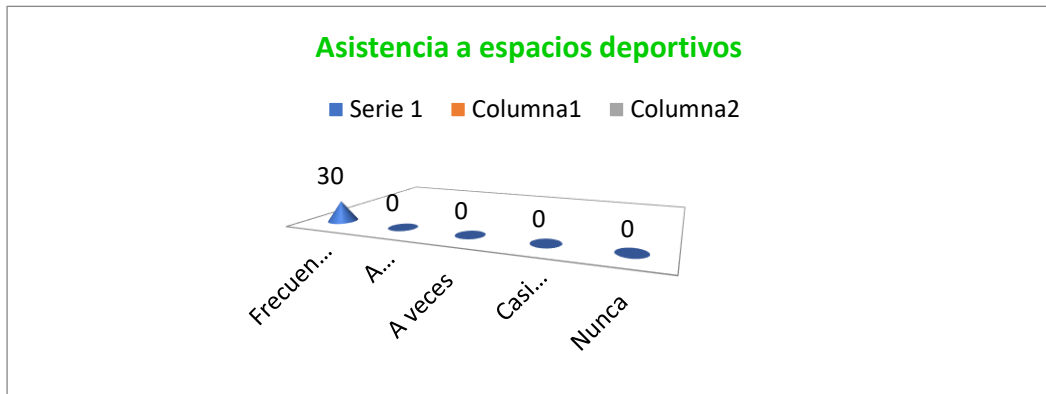 Asistencia a espacios deportivos
Serie 1 Columna1 Columna2
30 0 0 0 0
Frecuen...
A...
A veces
Casi...
Nunca